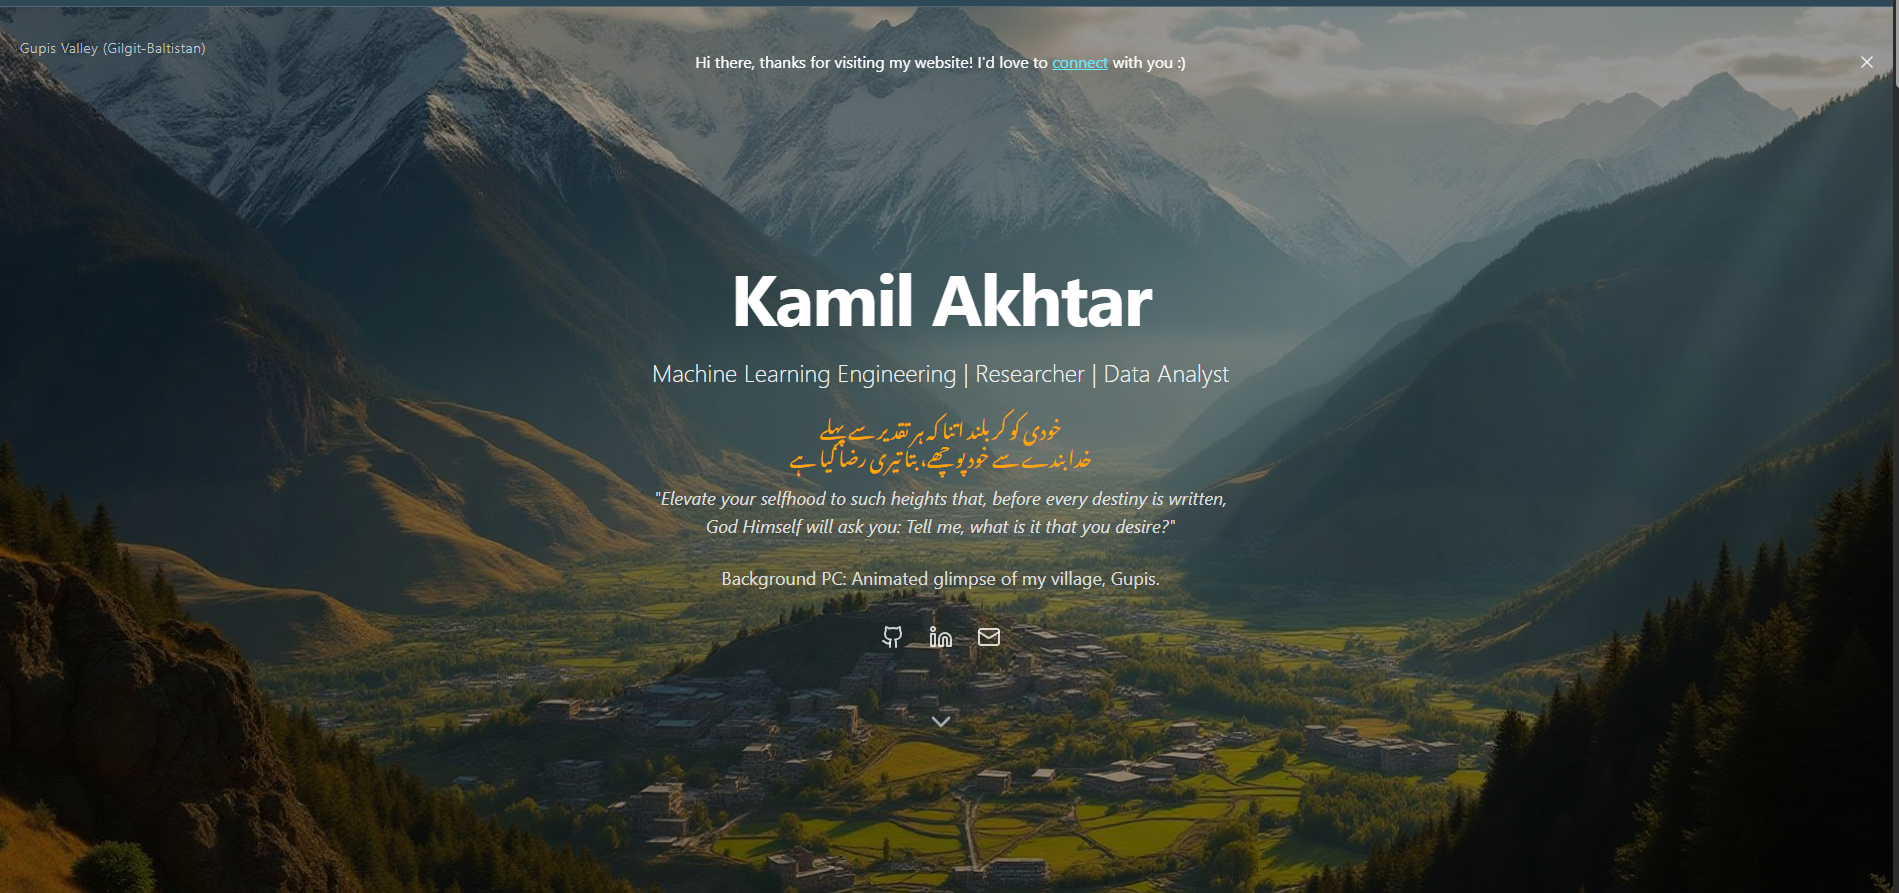 Gupis Valley (Gilgit-Baltistan)
Hi there, thanks for visiting my website! I'd love to connect with you :)
Kamil Akhtar
Machine Learning Engineering | Researcher | Data Analyst
خودی کو کر بلند اتنا کہ ہر تقدیر سے پہلے
خدا بندے سے خود پوچھے، بتا تیری رضا کیا ہے
"Elevate your selfhood to such heights that, before every destiny is written,
God Himself will ask you: Tell me, what is it that you desire?"
Background PC: Animated glimpse of my village, Gupis.